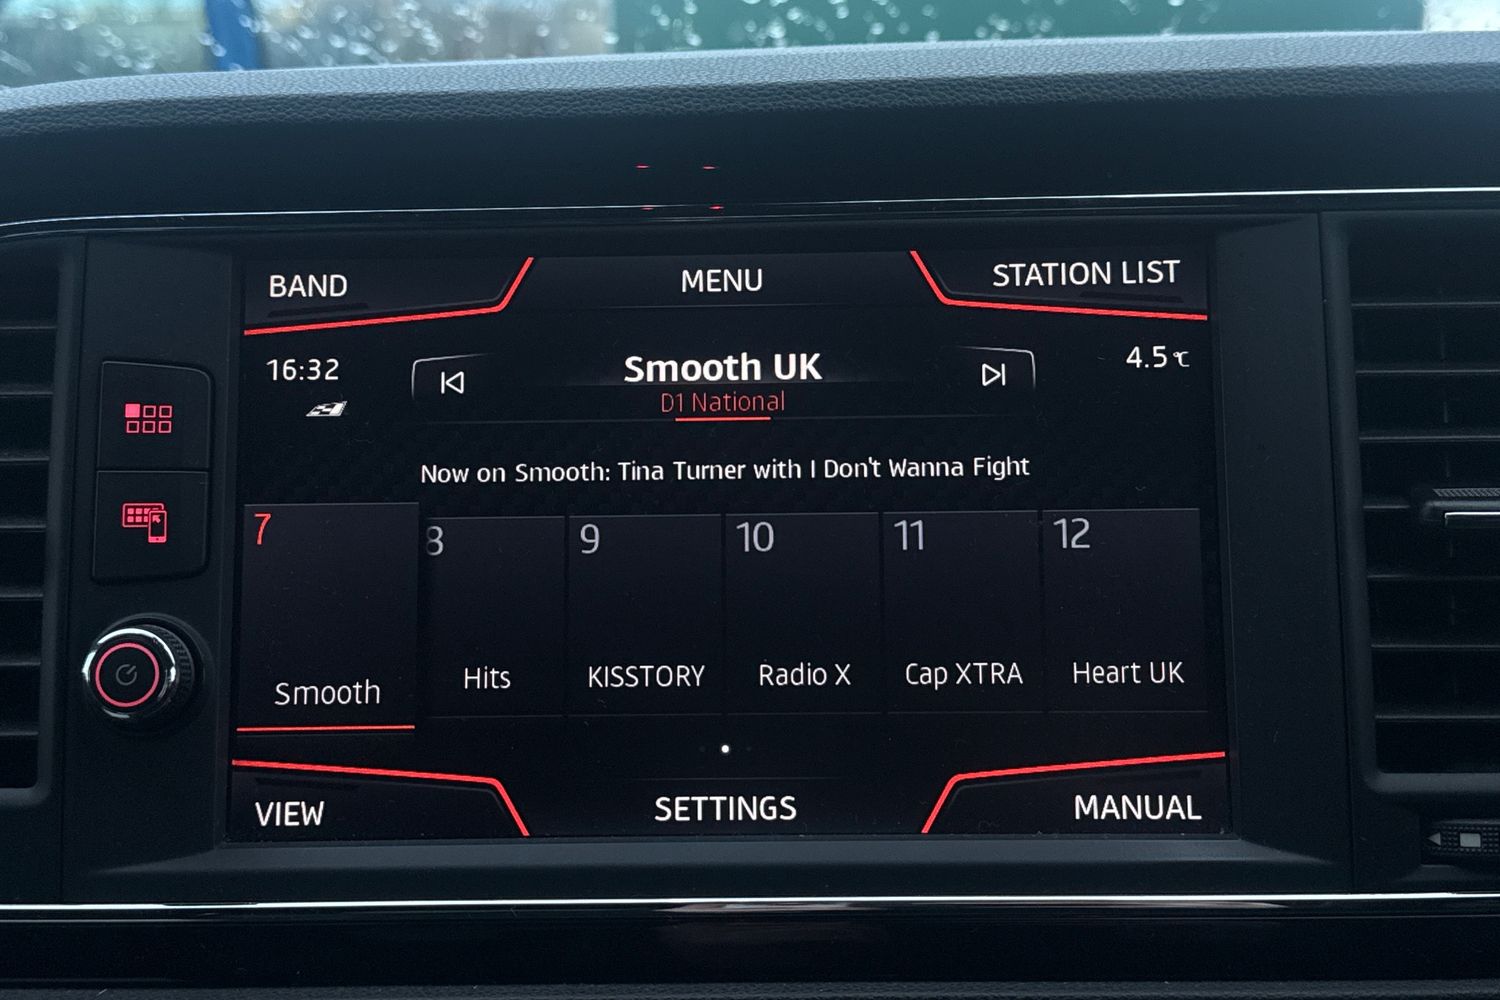 BAND MENU STATION LIST
16:32 Smooth UK 4.5°C
D1 National
Now on Smooth: Tina Turner with I Don't Wanna Fight
7 8 9 10 11 12
Smooth Hits KISSTORY Radio X Cap XTRA Heart UK
VIEW SETTINGS MANUAL